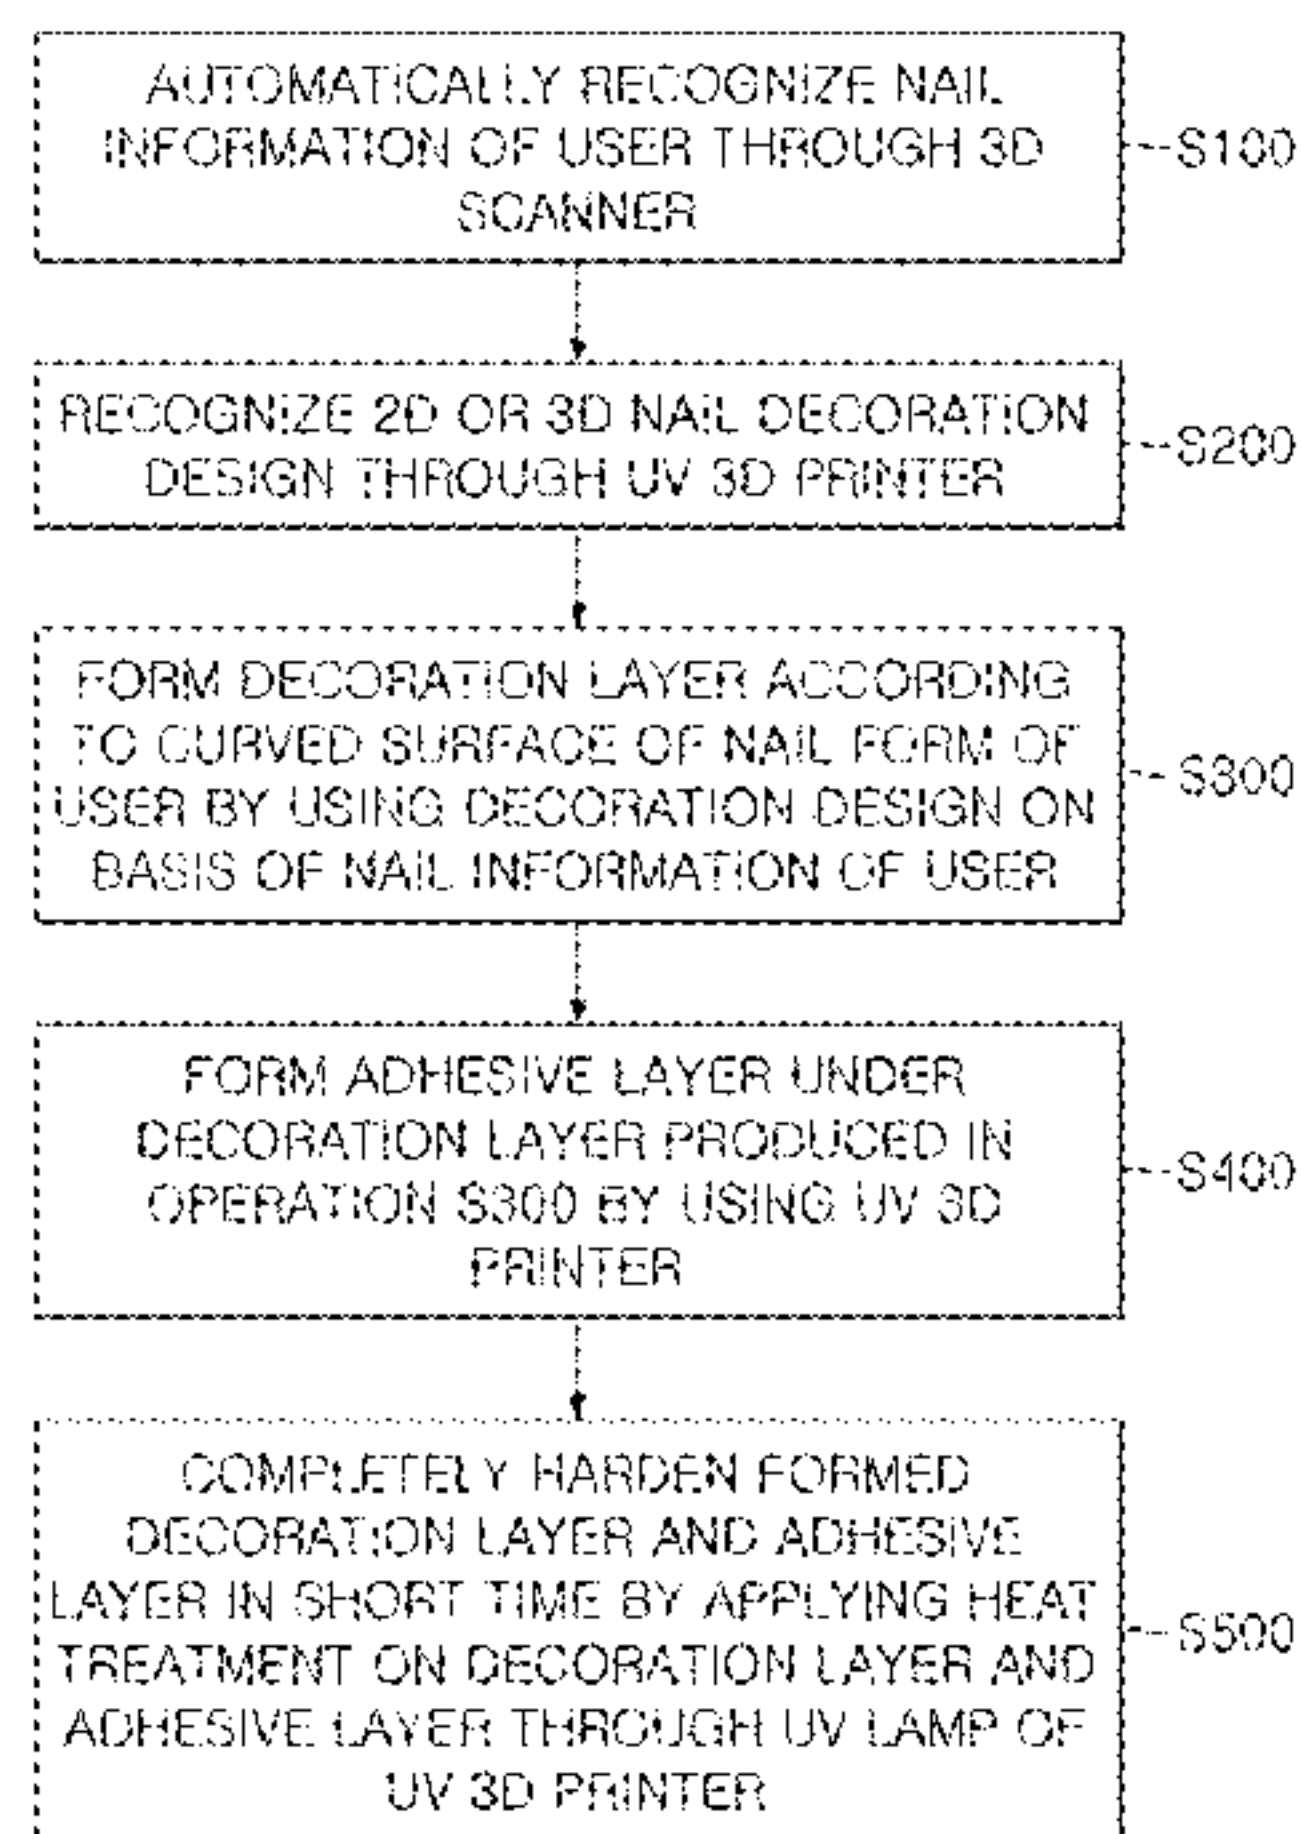 AUTOMATICALLY RECOGNIZE NAIL
INFORMATION OF USER THROUGH 3D
SCANNER
S100
RECOGNIZE 2D OR 3D NAIL DECORATION
DESIGN THROUGH UV 3D PRINTER
S200
FORM DECORATION LAYER ACCORDING
TO CURVED SURFACE OF NAIL FORM OF
USER BY USING DECORATION DESIGN ON
BASIS OF NAIL INFORMATION OF USER
S300
FORM ADHESIVE LAYER UNDER
DECORATION LAYER PRODUCED IN
OPERATION S300 BY USING UV 3D
PRINTER
S400
COMPLETELY HARDEN FORMED
DECORATION LAYER AND ADHESIVE
LAYER IN SHORT TIME BY APPLYING HEAT
TREATMENT ON DECORATION LAYER AND
ADHESIVE LAYER THROUGH UV LAMP OF
UV 3D PRINTER
S500